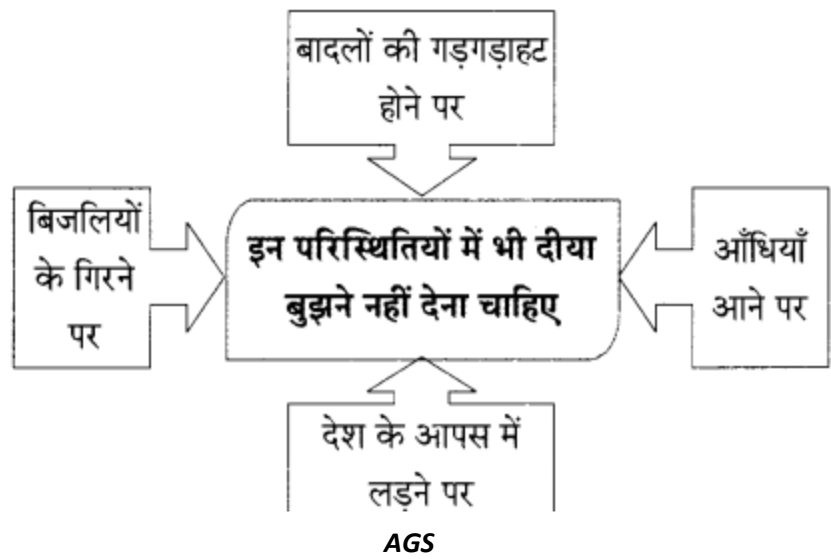 बादलों की गड़गड़ाहट
होने पर
बिजलियों
के गिरने
पर
इन परिस्थितियों में भी दीया
बुझने नहीं देना चाहिए
आँधियाँ
आने पर
देश के आपस में
लड़ने पर
AGS